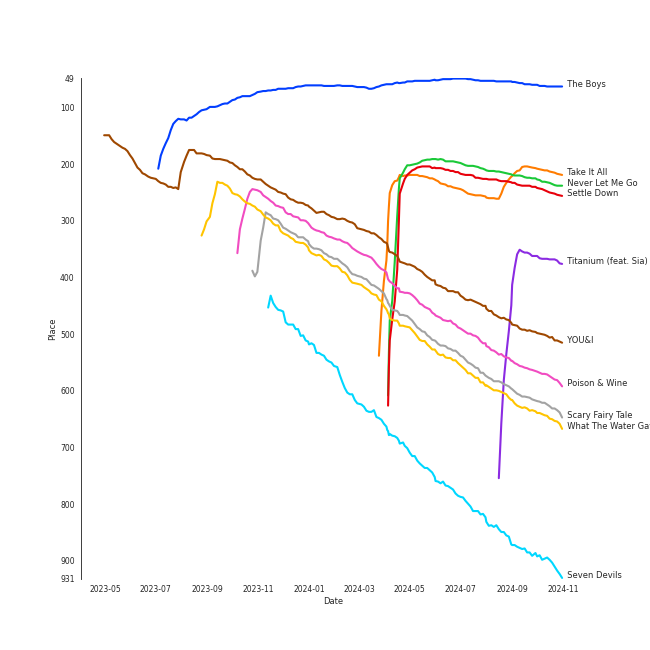 49
100
200
300
400
500
600
700
800
900
931
Place
2023-05
2023-07
2023-09
2023-11
2024-01
2024-03
2024-05
2024-07
2024-09
2024-11
Date
The Boys
Take It All
Never Let Me Go
Settle Down
Titanium (feat. Sia)
YOU&I
Poison & Wine
Scary Fairy Tale
What The Water Ga
Seven Devils